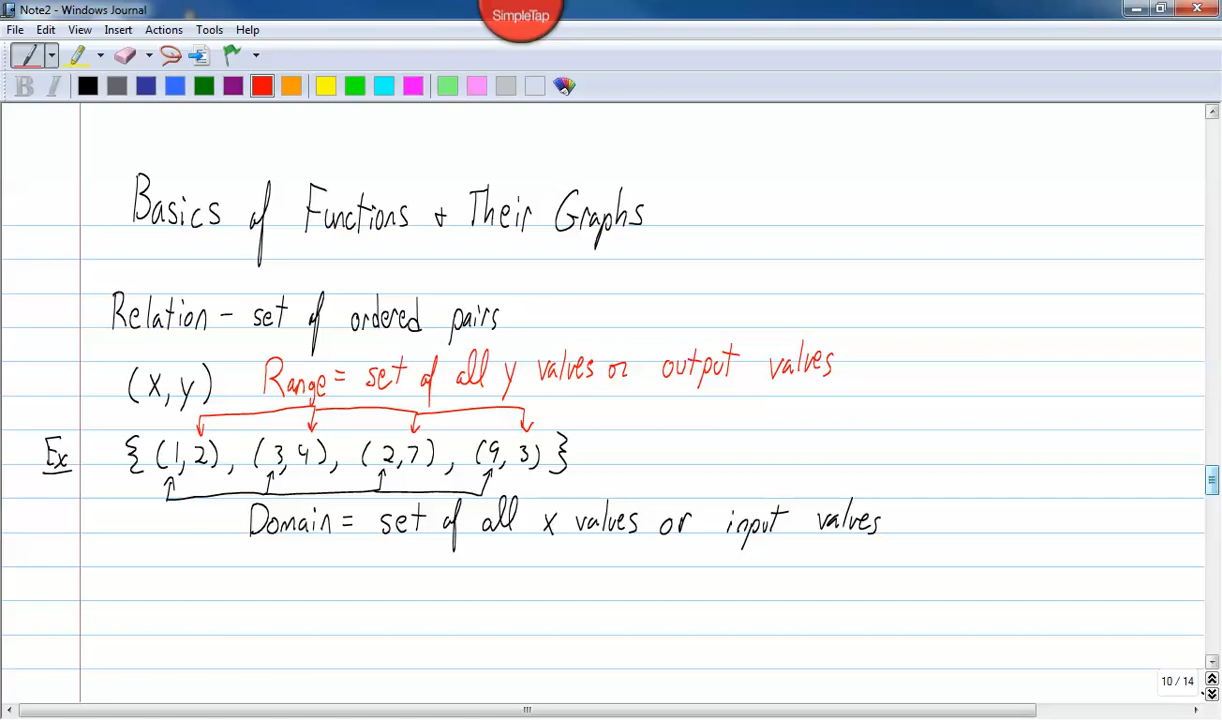 Note2 - Windows Journal
SimpleTap
File Edit View Insert Actions Tools Help
B I
Basics of Functions + Their Graphs
Relation - set of ordered pairs
(x,y) Range = set of all y values or output values
Ex {(1,2), (3,4), (2,7), (9,3)}
Domain = set of all x values or input values
10 / 14